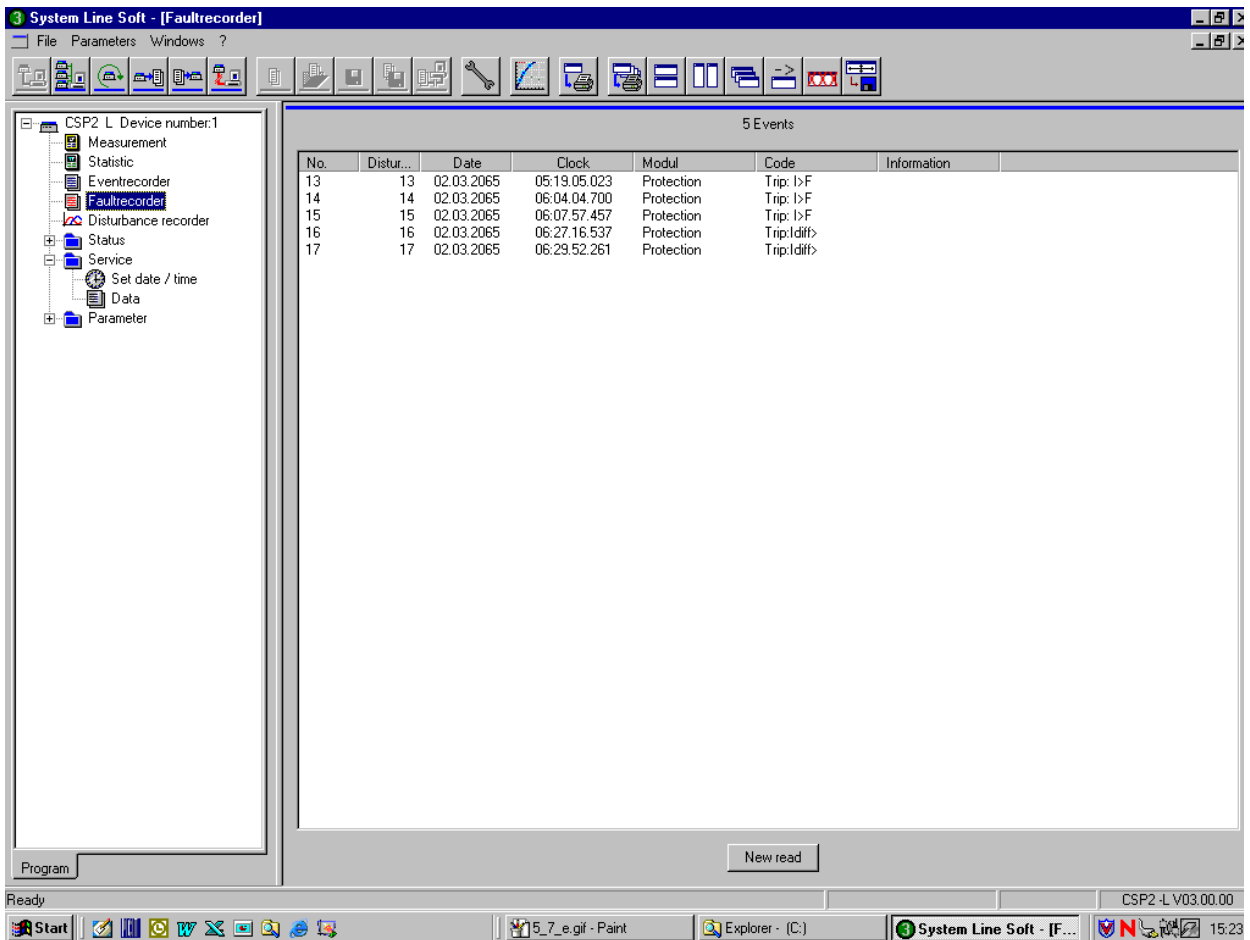 System Line Soft - [Faultrecorder]
File Parameters Windows ?
CSP2 L Device number:1
Measurement
Statistic
Eventrecorder
Faultrecorder
Disturbance recorder
Status
Service
Set date / time
Data
Parameter
Program
5 Events
No. Distur... Date Clock Modul Code Information
13 13 02.03.2065 05:19.05.023 Protection Trip: I>F
14 14 02.03.2065 06:04.04.700 Protection Trip: I>F
15 15 02.03.2065 06:07.57.457 Protection Trip: I>F
16 16 02.03.2065 06:27.16.537 Protection Trip:Idiff>
17 17 02.03.2065 06:29.52.261 Protection Trip:Idiff>
New read
Ready CSP2 -L V03.00.00
Start 5_7_e.gif - Paint Explorer - (C:) System Line Soft - [F... 15:23